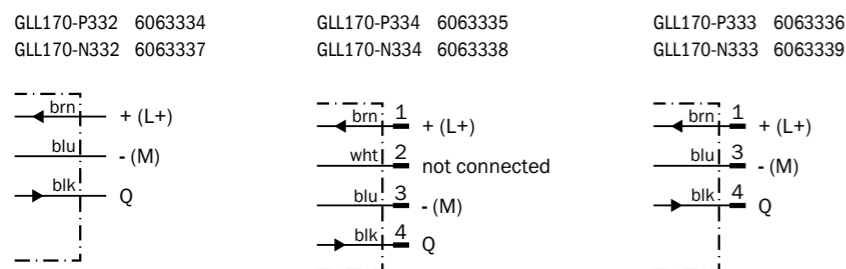 GLL170-P332 6063334
GLL170-N332 6063337
brn + (L+)
blu - (M)
blk Q
GLL170-P334 6063335
GLL170-N334 6063338
brn 1 + (L+)
wht 2 not connected
blu 3 - (M)
blk 4 Q
GLL170-P333 6063336
GLL170-N333 6063339
brn 1 + (L+)
blu 3 - (M)
blk 4 Q